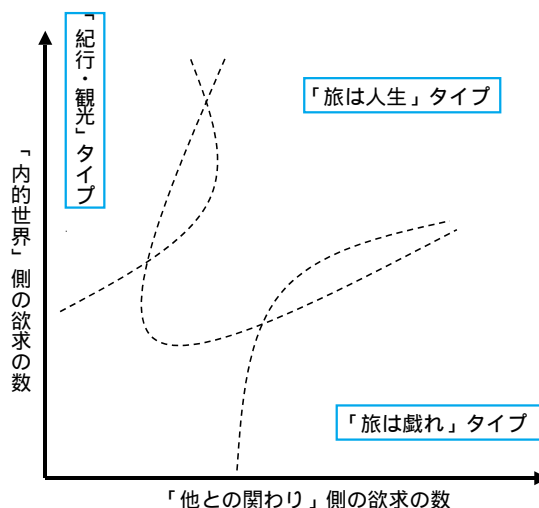 「紀行・観光」タイプ
「旅は人生」タイプ
「内的世界」側の欲求の数
「旅は戯れ」タイプ
「他との関わり」側の欲求の数